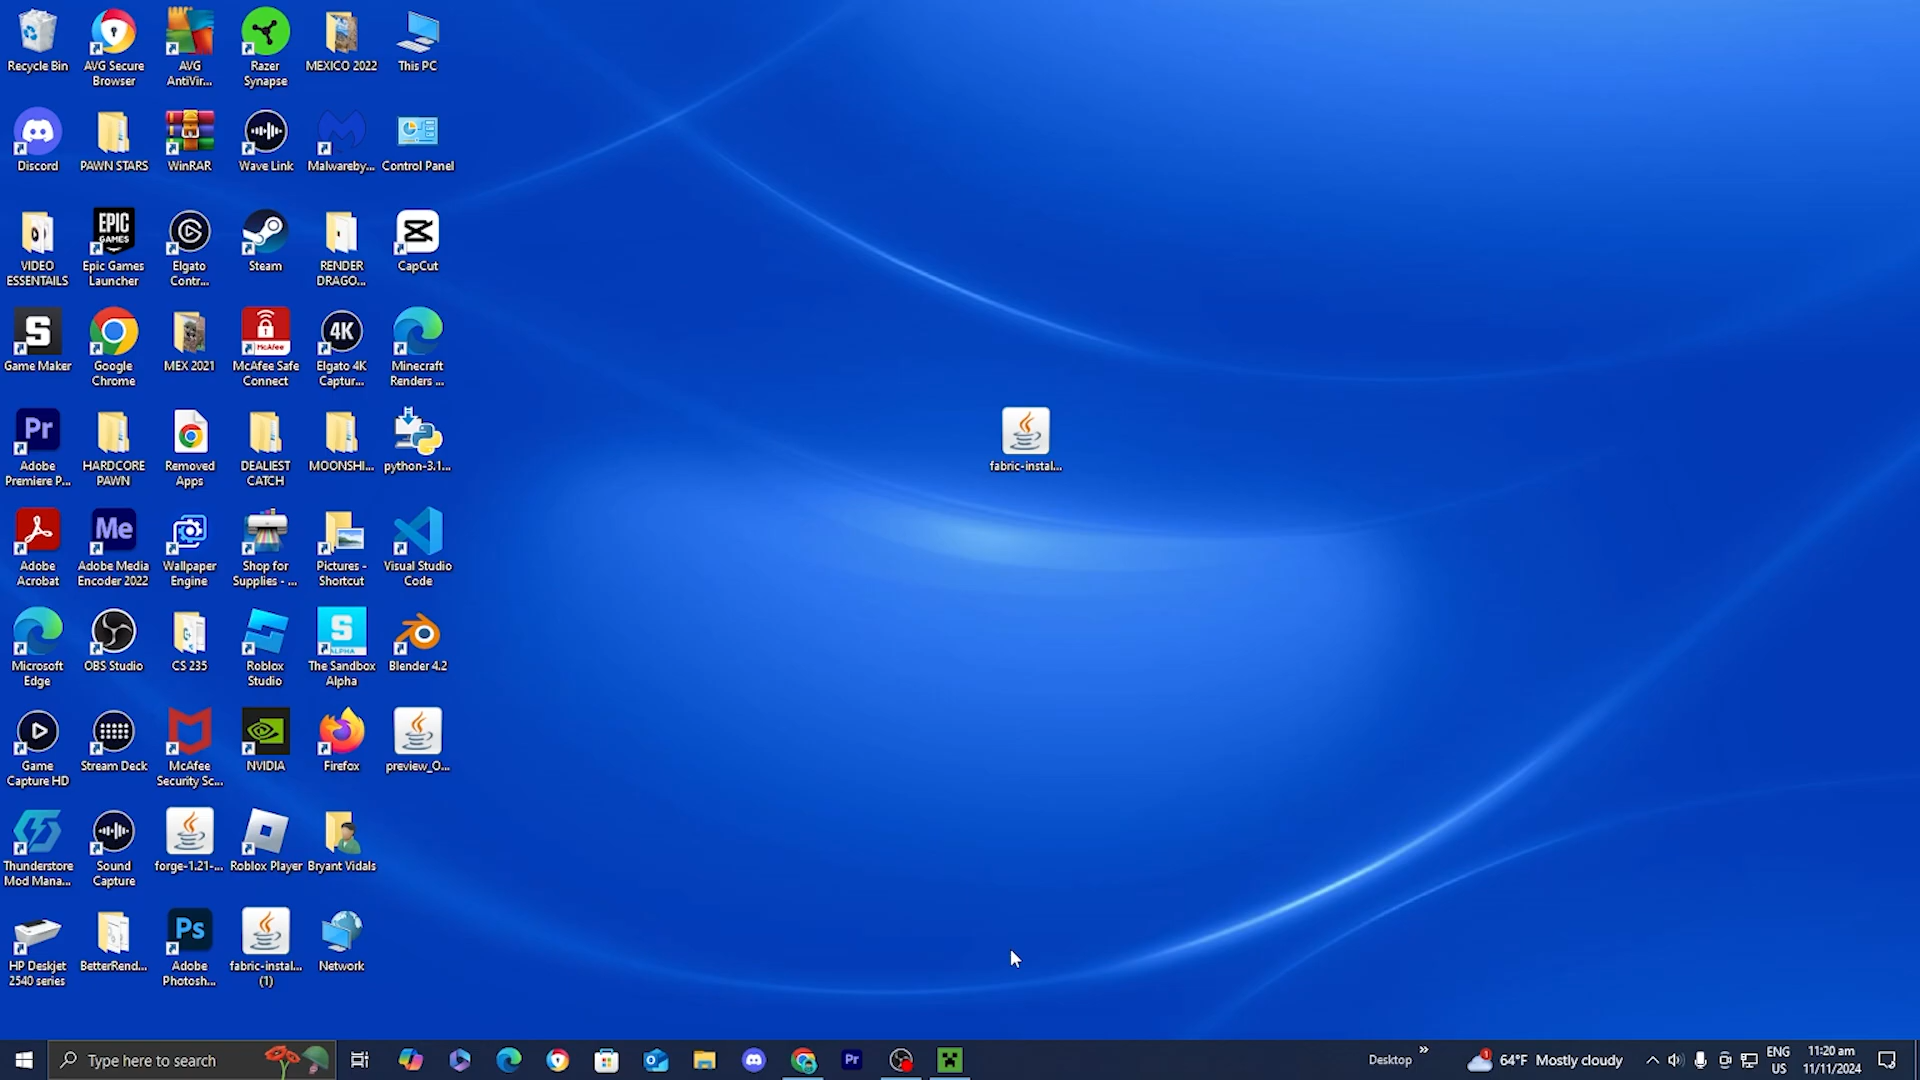 Recycle Bin
AVG Secure
Browser
AVG
AntiVir...
Razer
Synapse
MEXICO 2022
This PC
Discord
PAWN STARS
WinRAR
Wave Link
Malwareby...
Control Panel
VIDEO
ESSENTAILS
EPIC
GAMES
Epic Games
Launcher
Elgato
Contr...
Steam
RENDER
DRAGO...
CapCut
S
Game Maker
Google
Chrome
MEX 2021
McAfee
McAfee Safe
Connect
4K
Elgato 4K
Captur...
Minecraft
Renders ...
Pr
Adobe
Premiere P...
HARDCORE
PAWN
Removed
Apps
DEALIEST
CATCH
MOONSHI...
python-3.1...
fabric-instal...
Adobe
Acrobat
Me
Adobe Media
Encoder 2022
Wallpaper
Engine
Shop for
Supplies - ...
Pictures -
Shortcut
Visual Studio
Code
Microsoft
Edge
OBS Studio
CS 235
Roblox
Studio
S
ALPHA
The Sandbox
Alpha
Blender 4.2
Game
Capture HD
Stream Deck
McAfee
Security Sc...
NVIDIA
Firefox
preview_O...
Thunderstore
Mod Mana...
Sound
Capture
forge-1.21-...
Roblox Player
Bryant Vidals
HP Deskjet
2540 series
BetterRend...
Ps
Adobe
Photosh...
fabric-instal...
(1)
Network
Type here to search
Pr
Desktop
»
1
64°F Mostly cloudy
ENG
US
11:20 am
11/11/2024